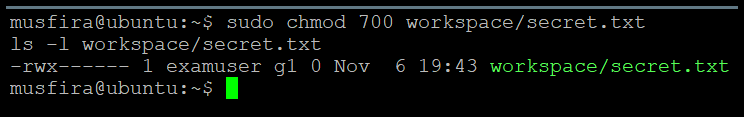 musfira@ubuntu:~$ sudo chmod 700 workspace/secret.txt
ls -l workspace/secret.txt
-rwx------ 1 examuser g1 0 Nov  6 19:43 workspace/secret.txt
musfira@ubuntu:~$